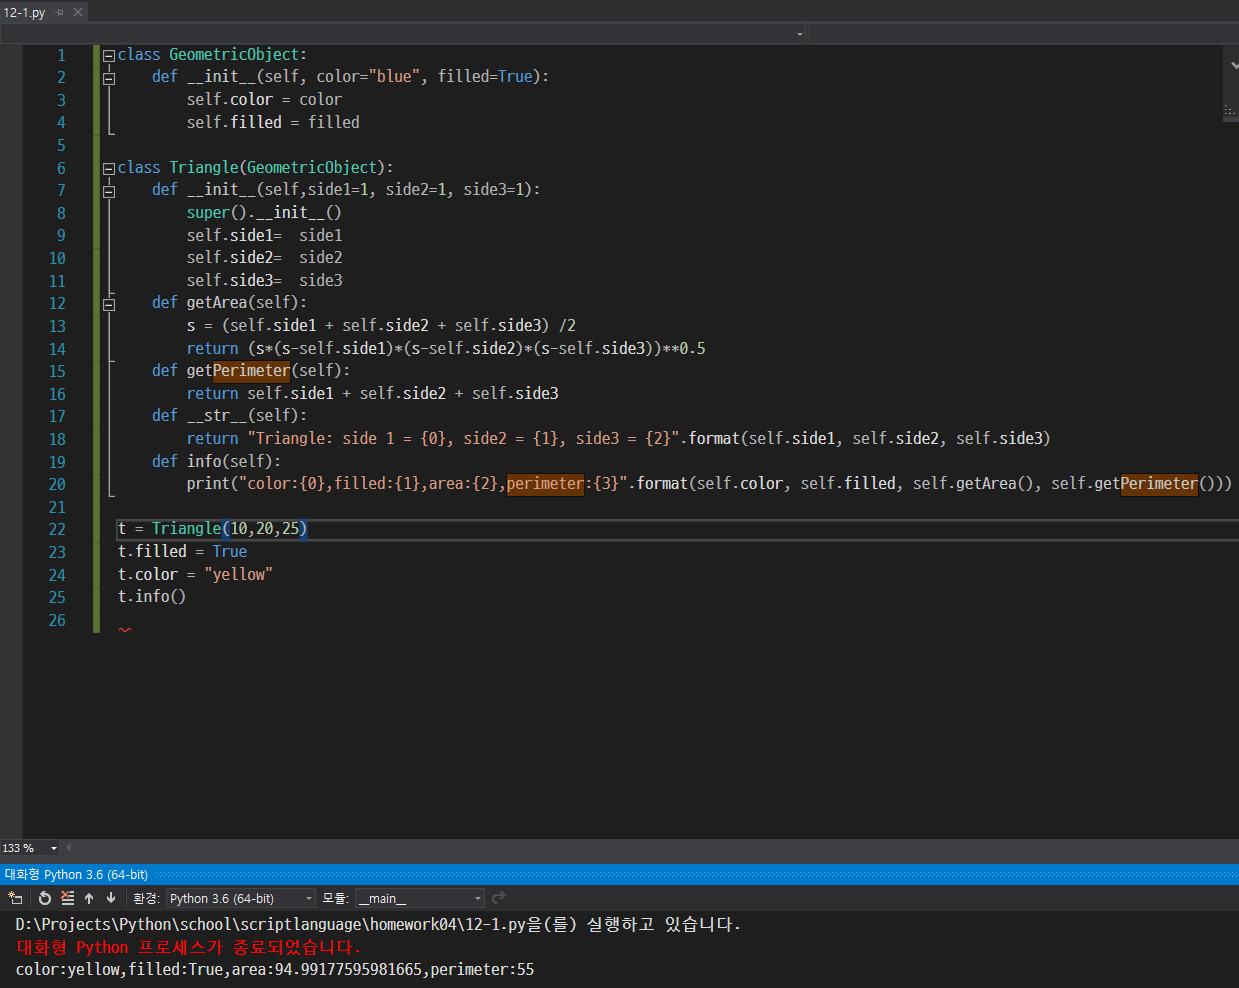 12-1.py
1 class GeometricObject:
2     def __init__(self, color="blue", filled=True):
3         self.color = color
4         self.filled = filled
5
6 class Triangle(GeometricObject):
7     def __init__(self,side1=1, side2=1, side3=1):
8         super().__init__()
9         self.side1=  side1
10         self.side2=  side2
11         self.side3=  side3
12     def getArea(self):
13         s = (self.side1 + self.side2 + self.side3) /2
14         return (s*(s-self.side1)*(s-self.side2)*(s-self.side3))**0.5
15     def getPerimeter(self):
16         return self.side1 + self.side2 + self.side3
17     def __str__(self):
18         return "Triangle: side 1 = {0}, side2 = {1}, side3 = {2}".format(self.side1, self.side2, self.side3)
19     def info(self):
20         print("color:{0},filled:{1},area:{2},perimeter:{3}".format(self.color, self.filled, self.getArea(), self.getPerimeter()))
21
22 t = Triangle(10,20,25)
23 t.filled = True
24 t.color = "yellow"
25 t.info()
26
133 %
대화형 Python 3.6 (64-bit)
환경: Python 3.6 (64-bit) 모듈: __main__
D:\Projects\Python\school\scriptlanguage\homework04\12-1.py을(를) 실행하고 있습니다.
대화형 Python 프로세스가 종료되었습니다.
color:yellow,filled:True,area:94.99177595981665,perimeter:55